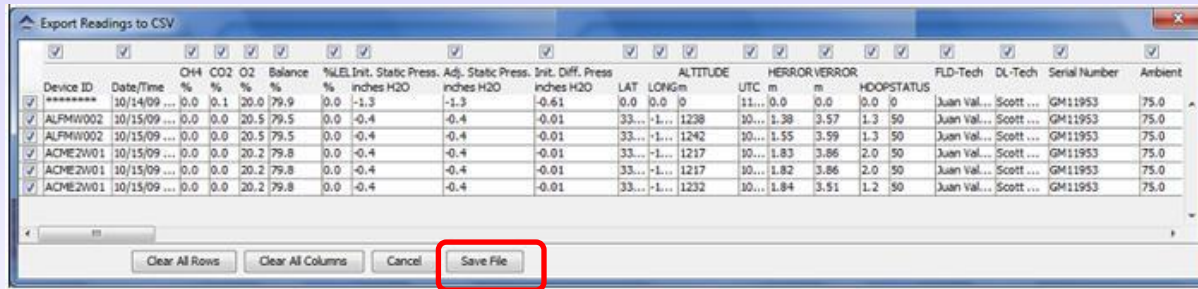 Export Readings to CSV
CH4 CO2 O2 Balance %LEL Init. Static Press. Adj. Static Press. Init. Diff. Press ALTITUDE HERROR VERROR FLD-Tech DL-Tech Serial Number Ambient
Device ID Date/Time % % % % % inches H2O inches H2O inches H2O LAT LONG m UTC m m HDOP STATUS
******** 10/14/09 ... 0.0 0.1 20.0 79.9 0.0 -1.3 -1.3 -0.61 0.0 0.0 0 11... 0.0 0.0 0.0 0 Juan Val... Scott ... GM11953 75.0
ALFMW002 10/15/09 ... 0.0 0.0 20.5 79.5 0.0 -0.4 -0.4 -0.01 33... -1... 1238 10... 1.38 3.57 1.3 50 Juan Val... Scott ... GM11953 75.0
ALFMW002 10/15/09 ... 0.0 0.0 20.5 79.5 0.0 -0.4 -0.4 -0.01 33... -1... 1242 10... 1.55 3.59 1.3 50 Juan Val... Scott ... GM11953 75.0
ACME2W01 10/15/09 ... 0.0 0.0 20.2 79.8 0.0 -0.4 -0.4 -0.01 33... -1... 1217 10... 1.83 3.86 2.0 50 Juan Val... Scott ... GM11953 75.0
ACME2W01 10/15/09 ... 0.0 0.0 20.2 79.8 0.0 -0.4 -0.4 -0.01 33... -1... 1217 10... 1.82 3.86 2.0 50 Juan Val... Scott ... GM11953 75.0
ACME2W01 10/15/09 ... 0.0 0.0 20.2 79.8 0.0 -0.4 -0.4 -0.01 33... -1... 1232 10... 1.84 3.51 1.2 50 Juan Val... Scott ... GM11953 75.0
Clear All Rows Clear All Columns Cancel Save File